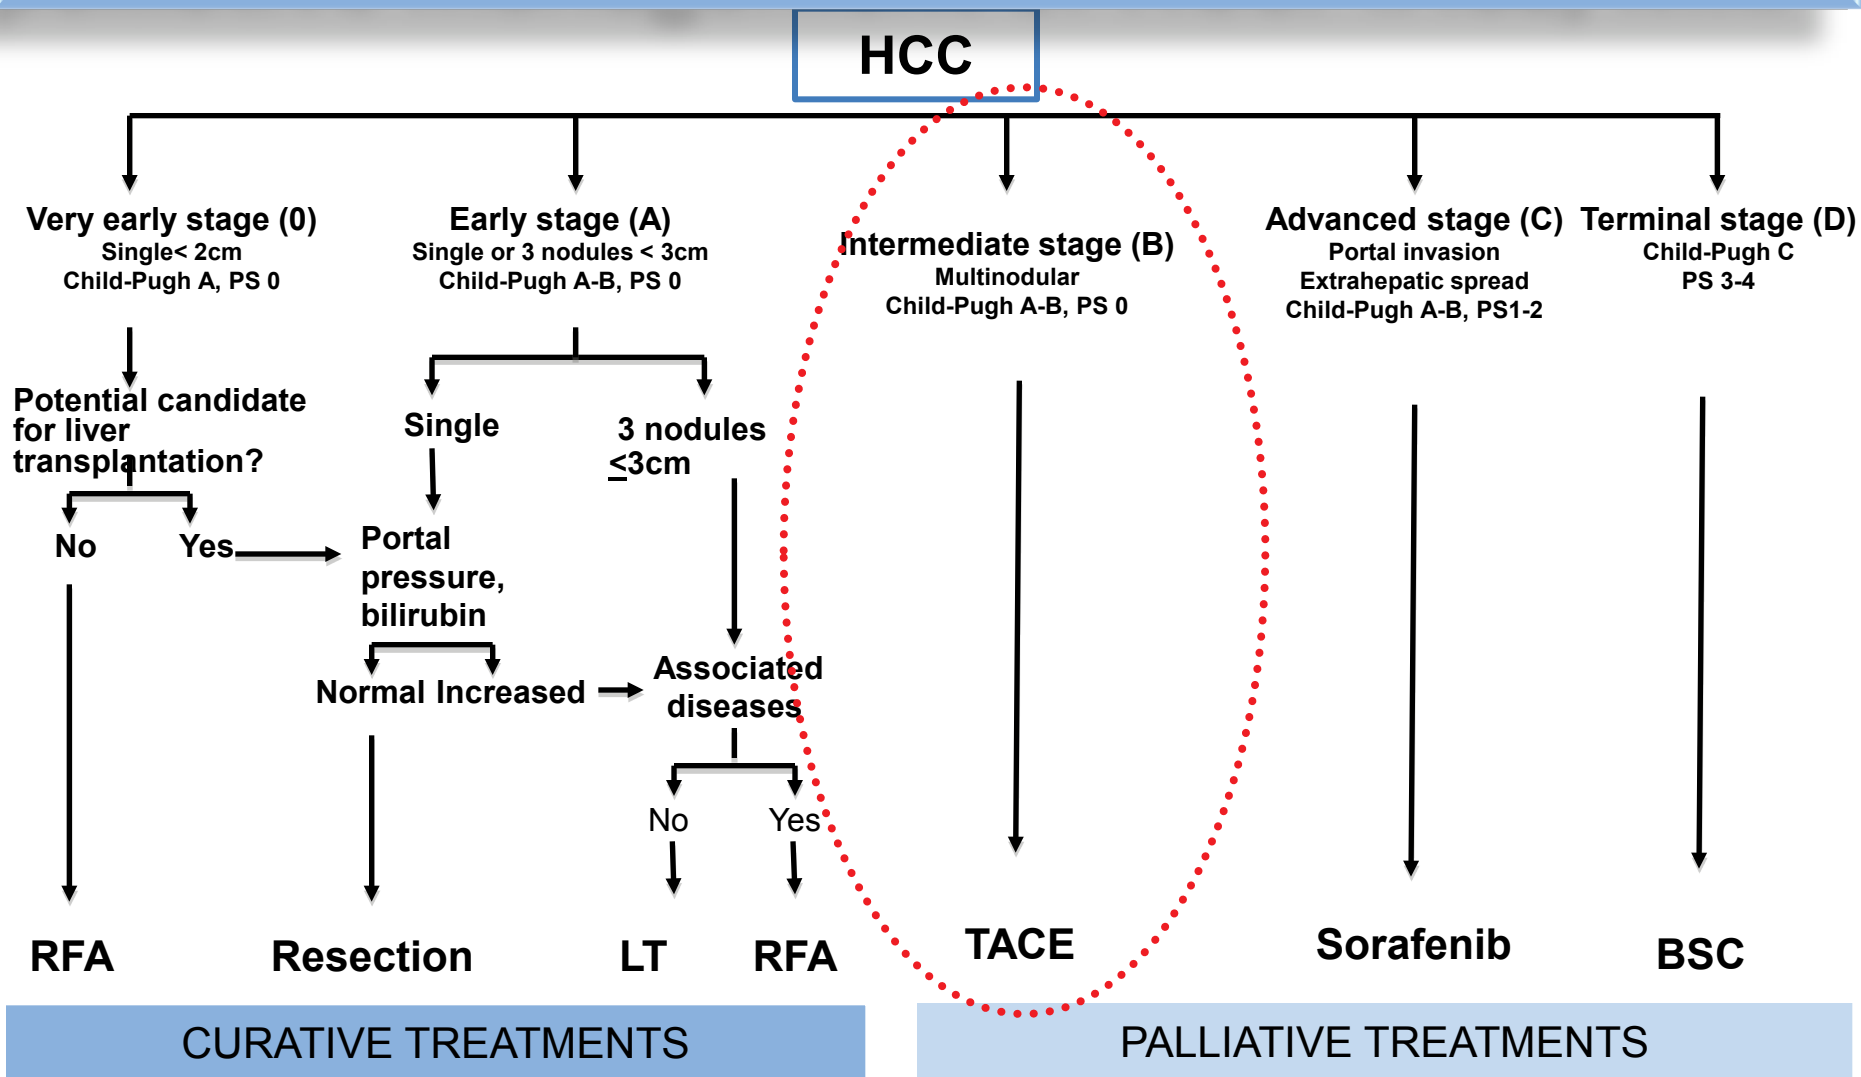 HCC
Very early stage (0)
Single< 2cm
Child-Pugh A, PS 0
Early stage (A)
Single or 3 nodules < 3cm
Child-Pugh A-B, PS 0
Intermediate stage (B)
Multinodular
Child-Pugh A-B, PS 0
Advanced stage (C)
Portal invasion
Extrahepatic spread
Child-Pugh A-B, PS1-2
Terminal stage (D)
Child-Pugh C
PS 3-4
Potential candidate
for liver
transplantation?
No
Yes
Single
3 nodules
≤3cm
Portal
pressure,
bilirubin
Normal
Increased
Associated
diseases
No
Yes
RFA
Resection
LT
RFA
TACE
Sorafenib
BSC
CURATIVE TREATMENTS
PALLIATIVE TREATMENTS